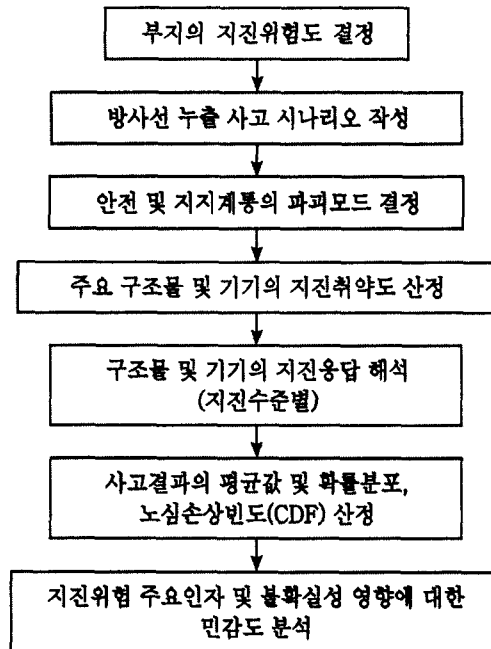 부지의 지진위험도 결정
방사선 누출 사고 시나리오 작성
안전 및 지지계통의 파괴모드 결정
주요 구조물 및 기기의 지진취약도 산정
구조물 및 기기의 지진응답 해석
(지진수준별)
사고결과의 평균값 및 확률분포,
노심손상빈도(CDF) 산정
지진위험 주요인자 및 불확실성 영향에 대한
민감도 분석